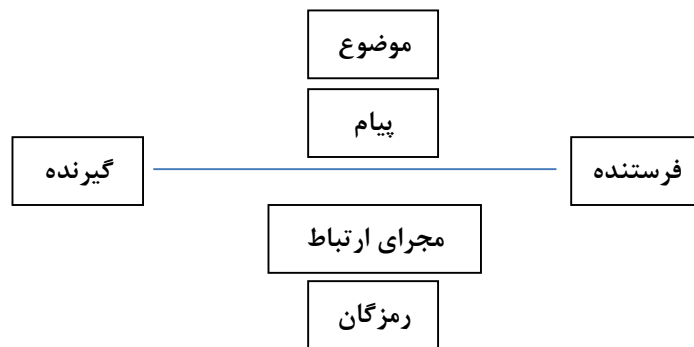 موضوع
پیام
فرستنده
گیرنده
مجرای ارتباط
رمزگان